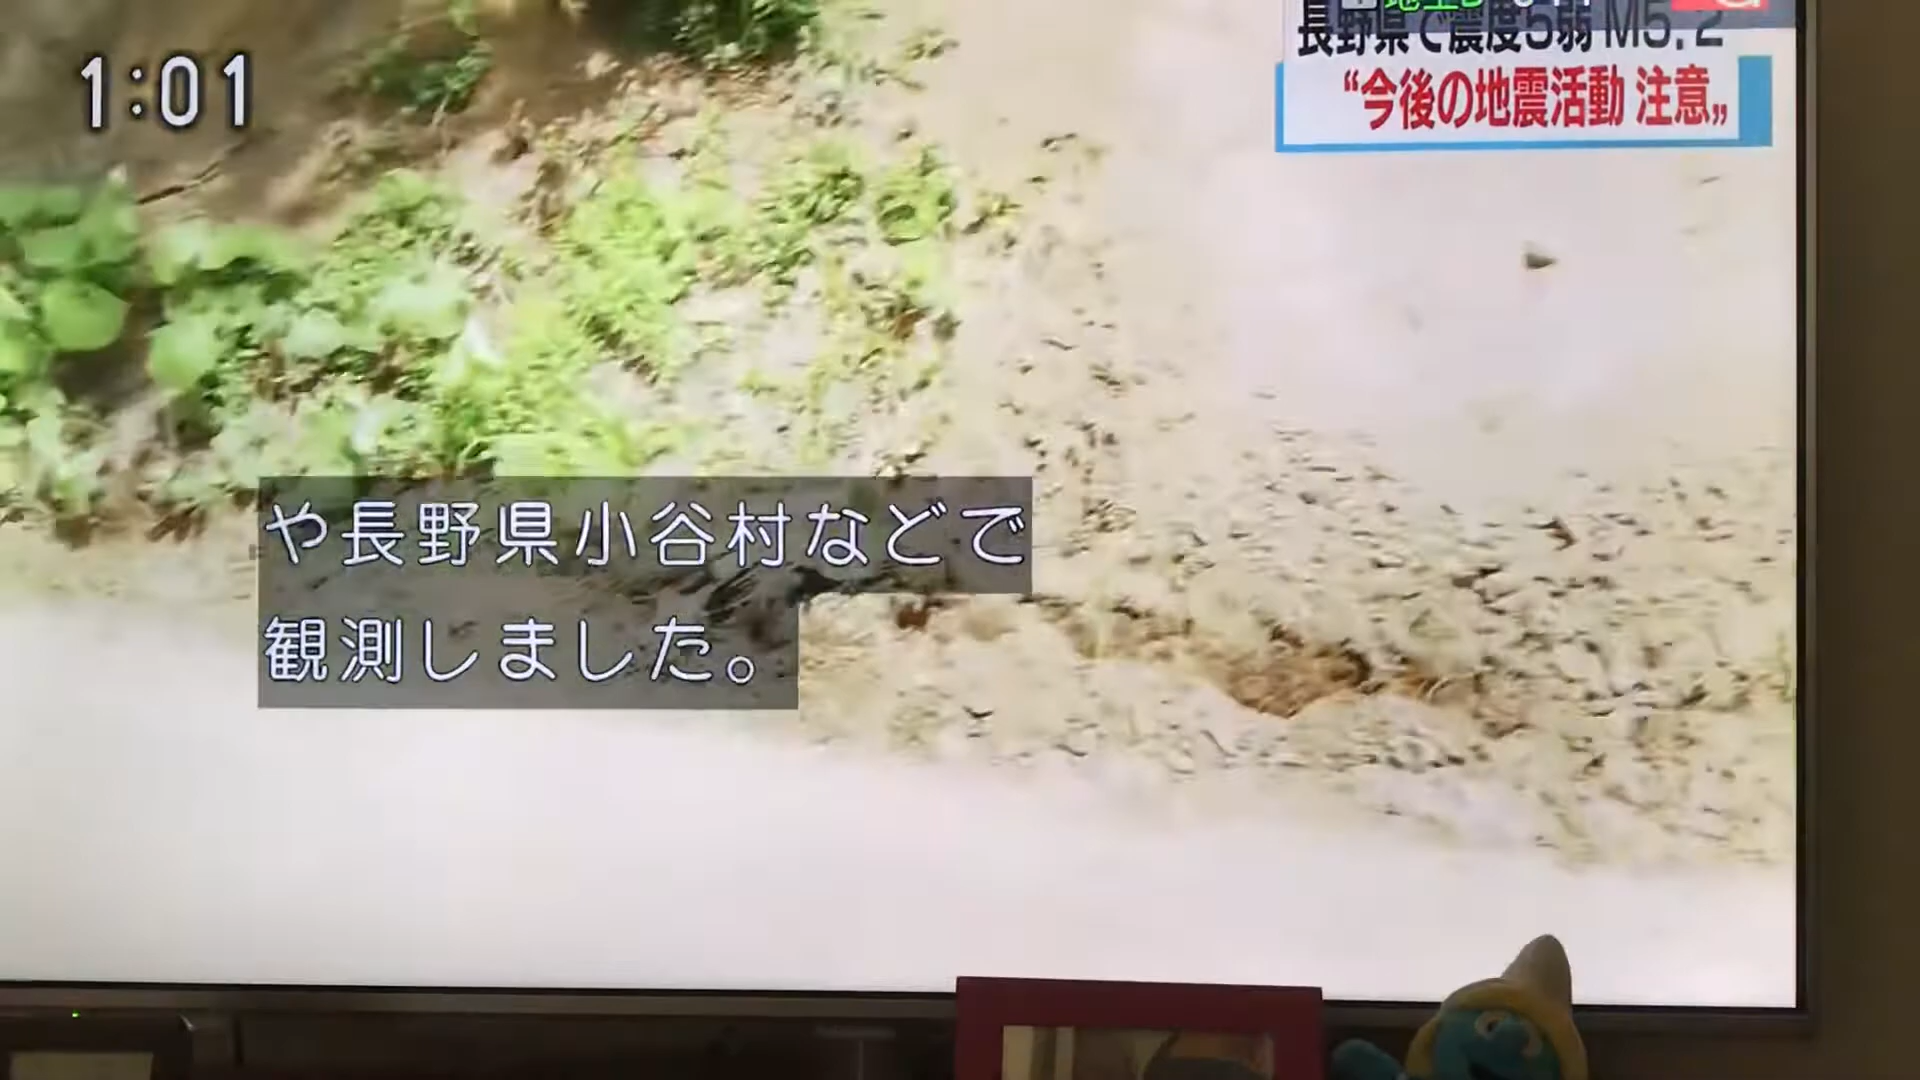 1:01
長野県で震度5弱 M5.2
“今後の地震活動 注意„
や長野県小谷村などで
観測しました。